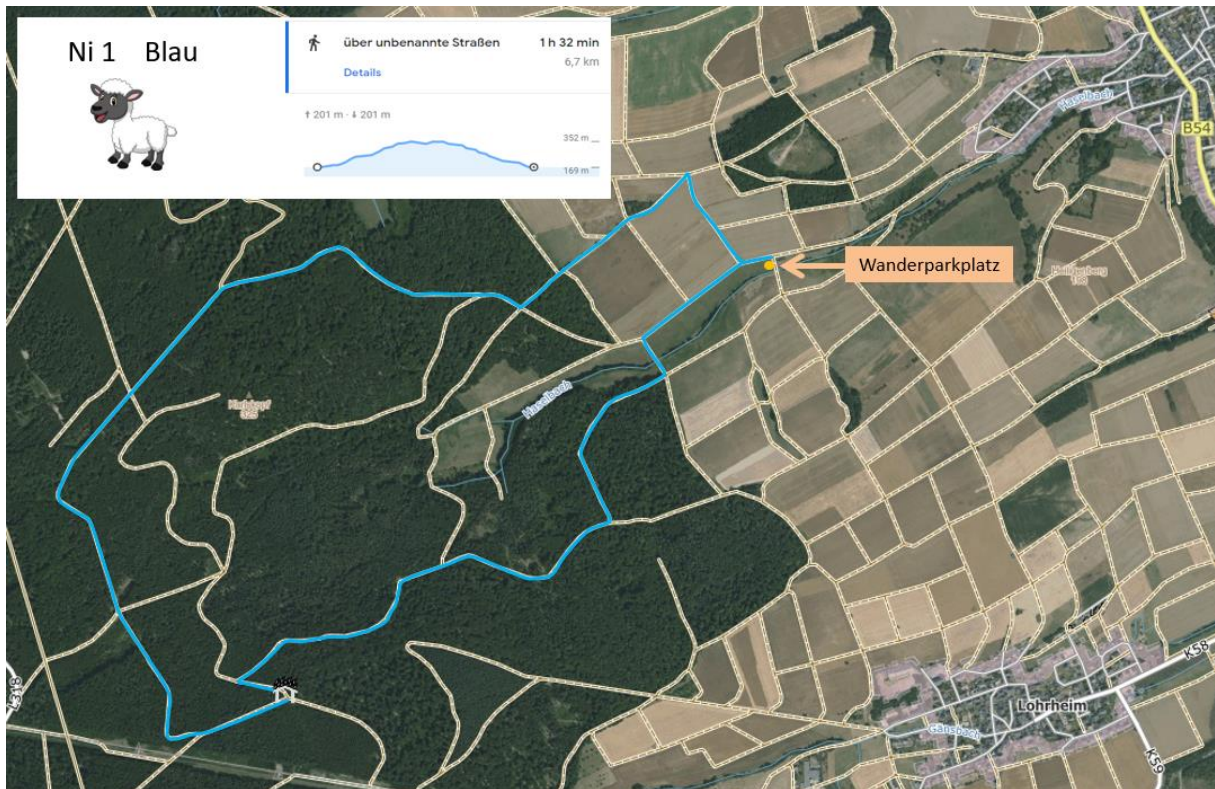 Ni 1 Blau
über unbenannte Straßen
1 h 32 min
6,7 km
Details
↑ 201 m · ↓ 201 m
352 m
169 m
Haselbach
B54
Wanderparkplatz
Haselbach
L318
K58
Lohrheim
Gänsbach
K59